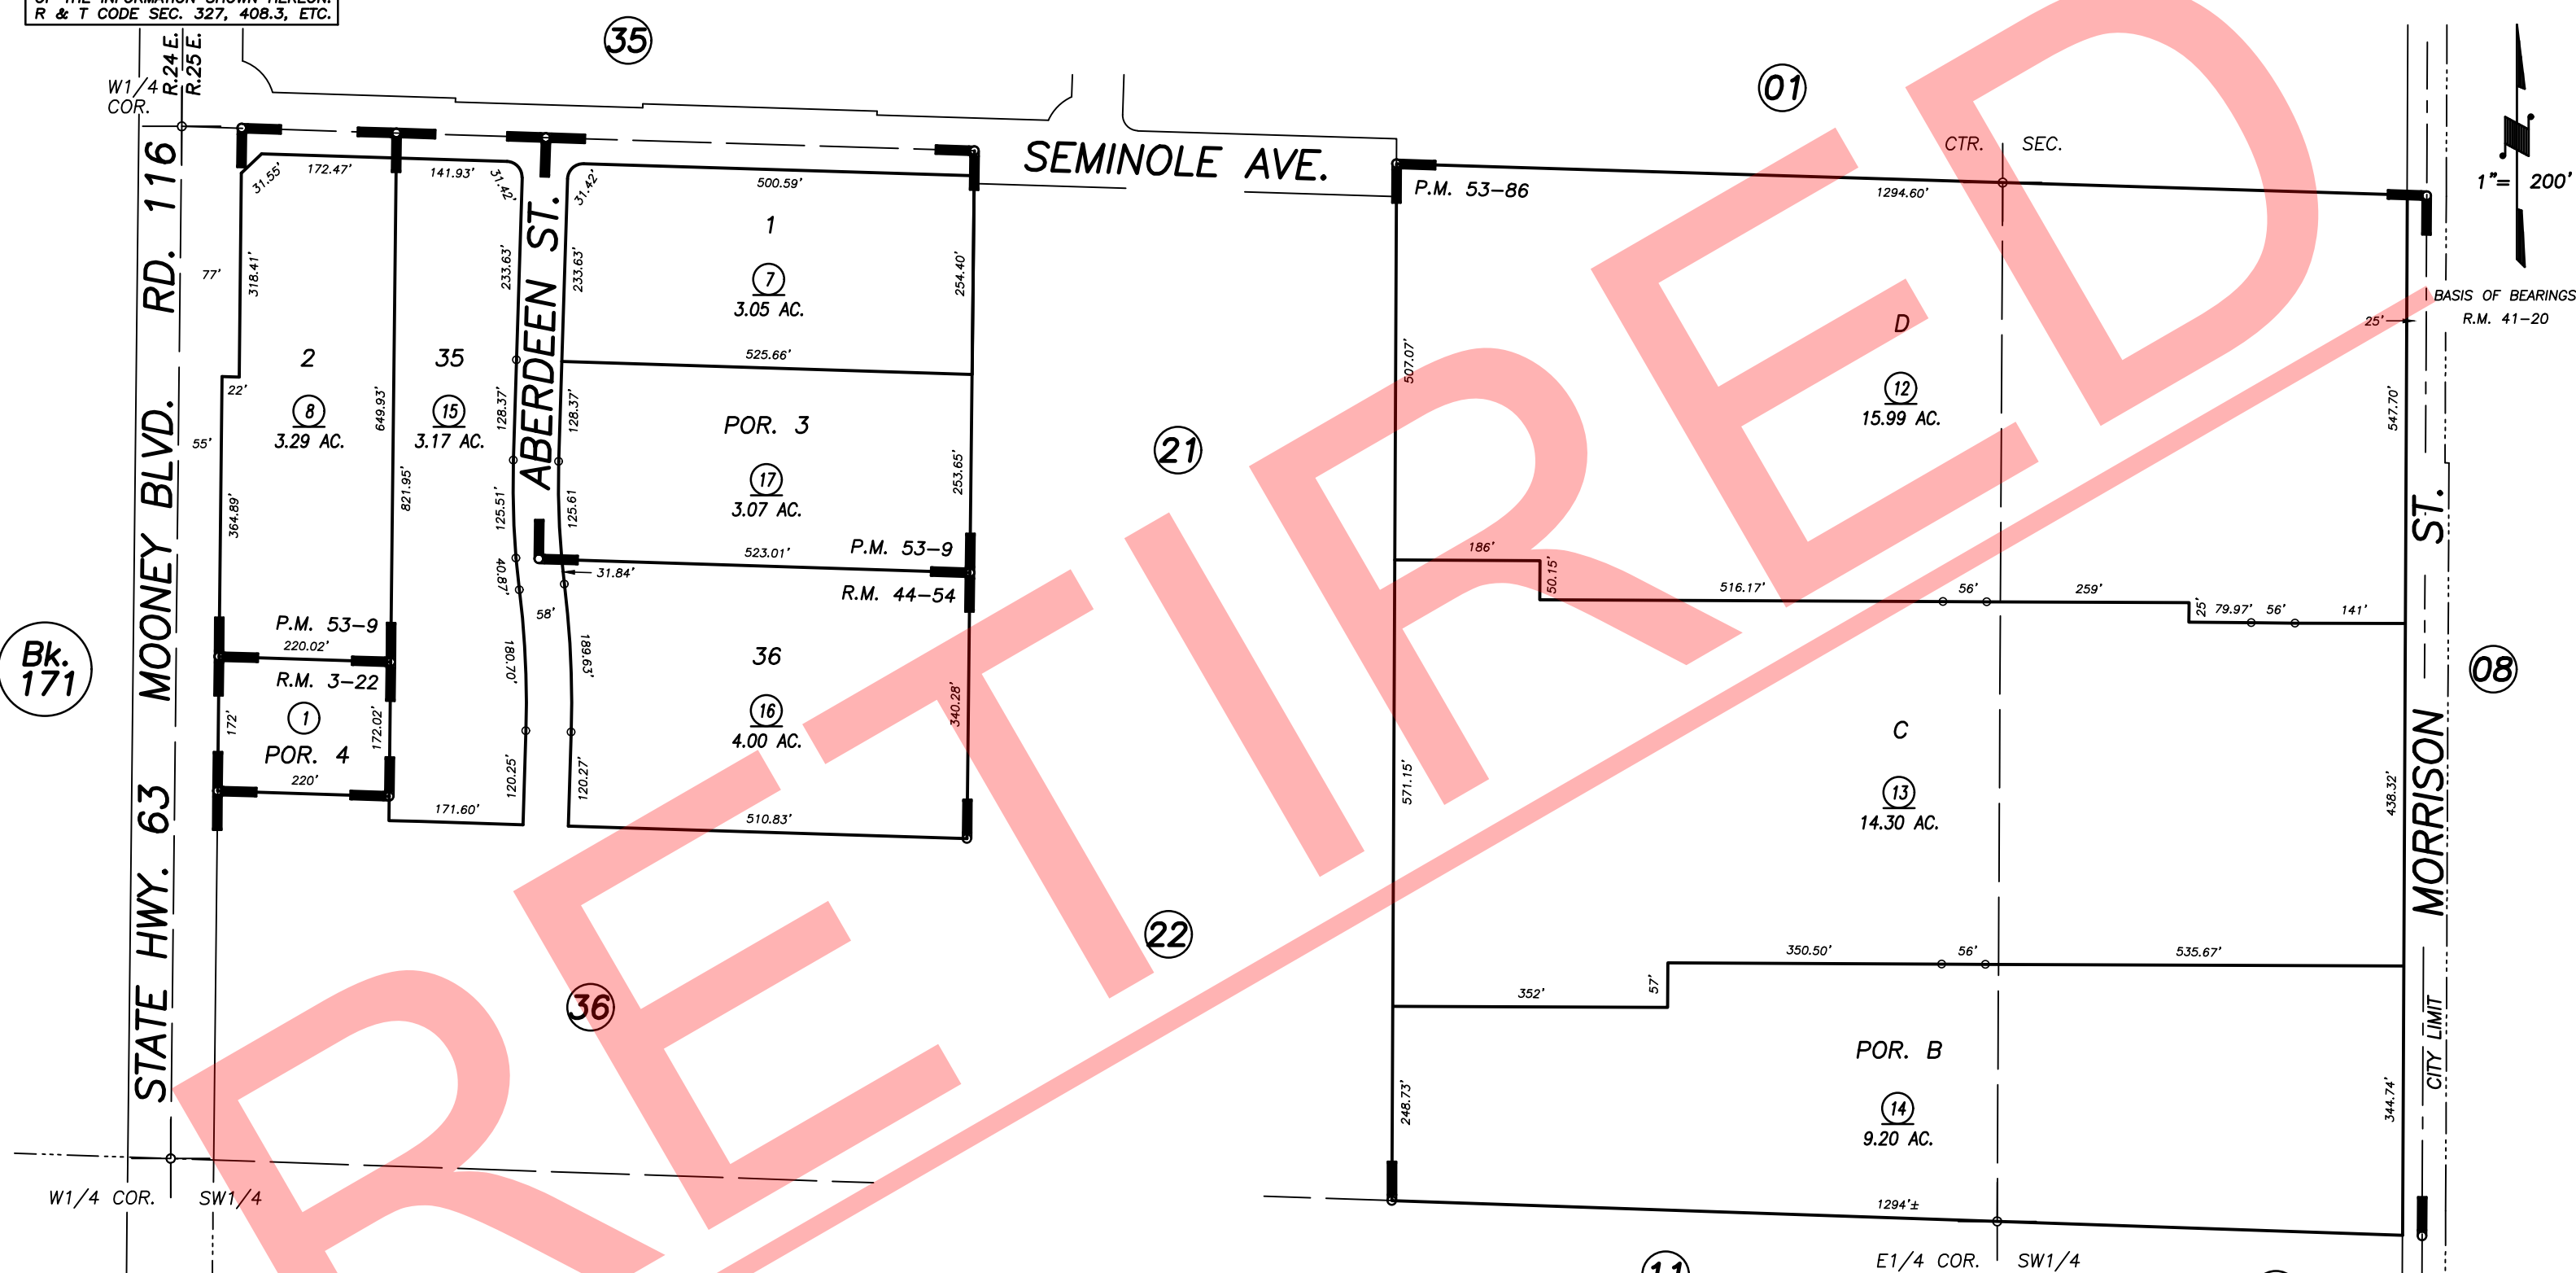 OF THE INFORMATION SHOWN HEREON.
R & T CODE SEC. 327, 408.3, ETC.
R.24E.
R.25E.
W1/4
COR.
35
01
CTR. SEC.
1"= 200'
SEMINOLE AVE.
P.M. 53-86
1294.60'
BASIS OF BEARINGS
R.M. 41-20
25'
STATE HWY. 63 MOONEY BLVD. RD. 116
77'
55'
31.55'
172.47'
318.41'
22'
364.89'
2
8
3.29 AC.
649.93'
P.M. 53-9
220.02'
R.M. 3-22
1
POR. 4
172'
172.02'
220'
141.93'
31.42'
35
15
3.17 AC.
821.95'
233.63'
128.37'
125.51'
40.87'
180.70'
120.25'
171.60'
ABERDEEN ST.
58'
31.42'
500.59'
233.63'
1
7
3.05 AC.
254.40'
525.66'
128.37'
POR. 3
17
3.07 AC.
253.65'
125.61
523.01'
P.M. 53-9
31.84'
R.M. 44-54
189.63'
36
16
4.00 AC.
340.28'
120.27'
510.83'
21
22
36
Bk.
171
08
507.07'
D
12
15.99 AC.
547.70'
186'
50.15'
516.17'
56'
259'
25'
79.97'
56'
141'
571.15'
C
13
14.30 AC.
438.32'
350.50'
56'
535.67'
57'
352'
POR. B
14
9.20 AC.
248.73'
344.74'
1294'±
MORRISON ST.
CITY LIMIT
W1/4 COR. SW1/4
E1/4 COR. SW1/4
11
RETIRED